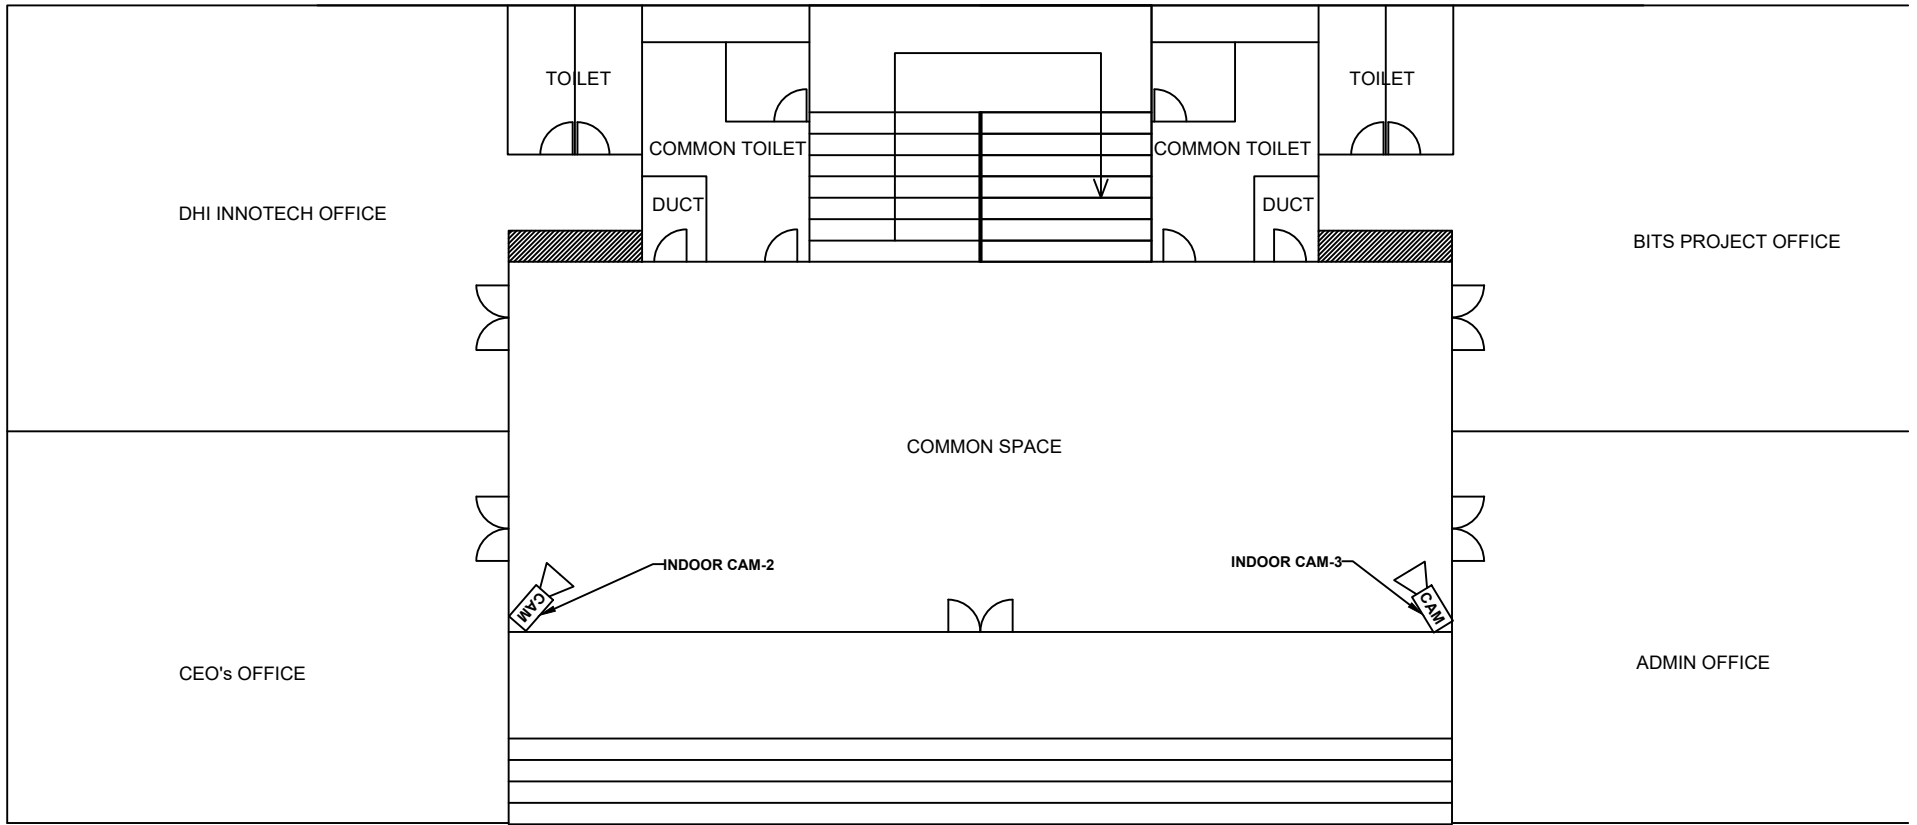 TOILET
TOILET
COMMON TOILET
COMMON TOILET
DUCT
DUCT
DHI INNOTECH OFFICE
BITS PROJECT OFFICE
COMMON SPACE
INDOOR CAM-2
INDOOR CAM-3
CAM
CAM
CEO's OFFICE
ADMIN OFFICE